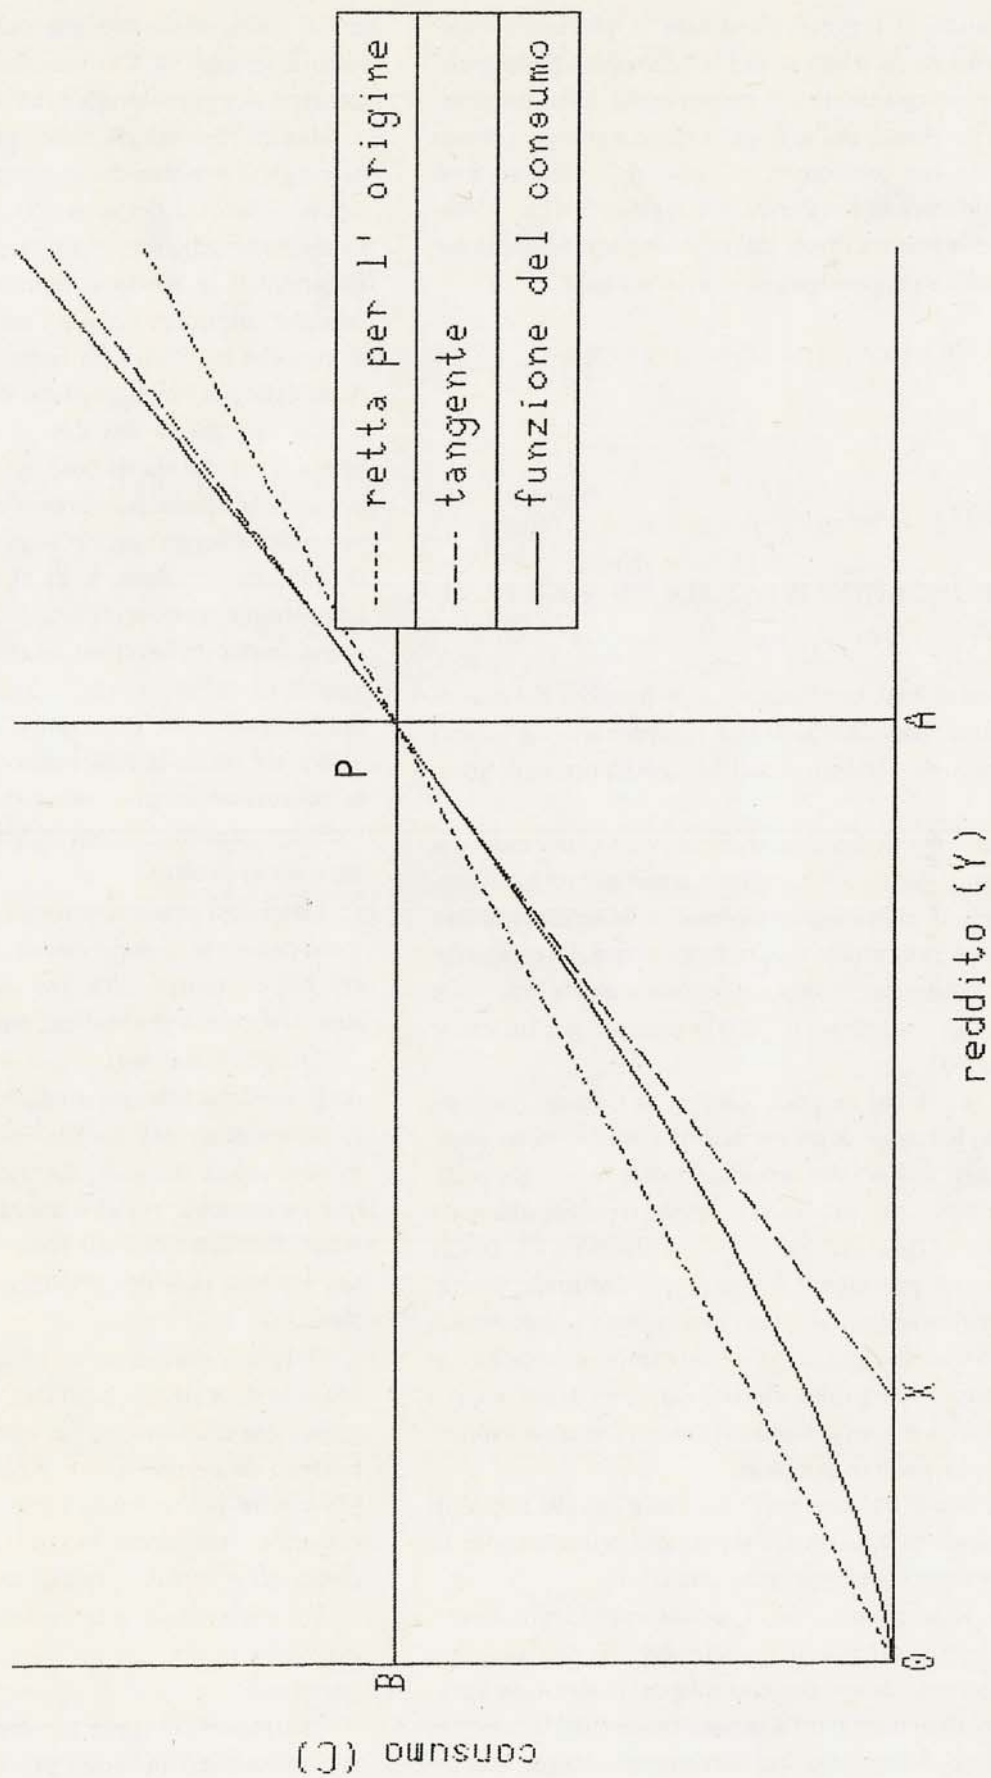 retta per l' origine
tangente
funzione del consumo
P
B
consumo (C)
0
X
A
reddito (Y)